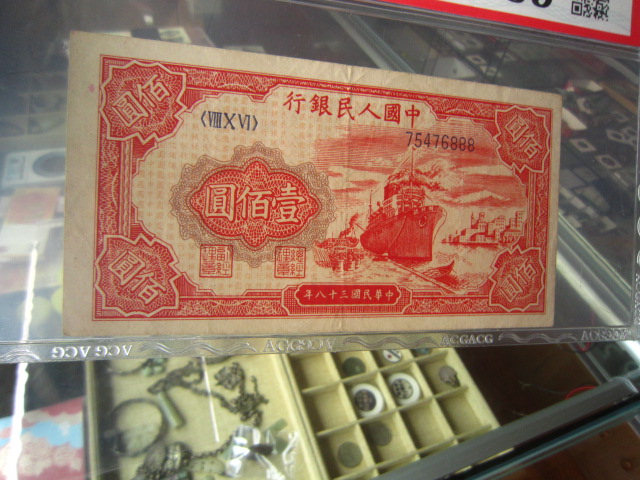 中國人民銀行
〈VIII X VI〉
75476888
佰圓
佰圓
壹佰圓
佰圓
佰圓
中華民國三十八年
ACG ACG
ACGACG